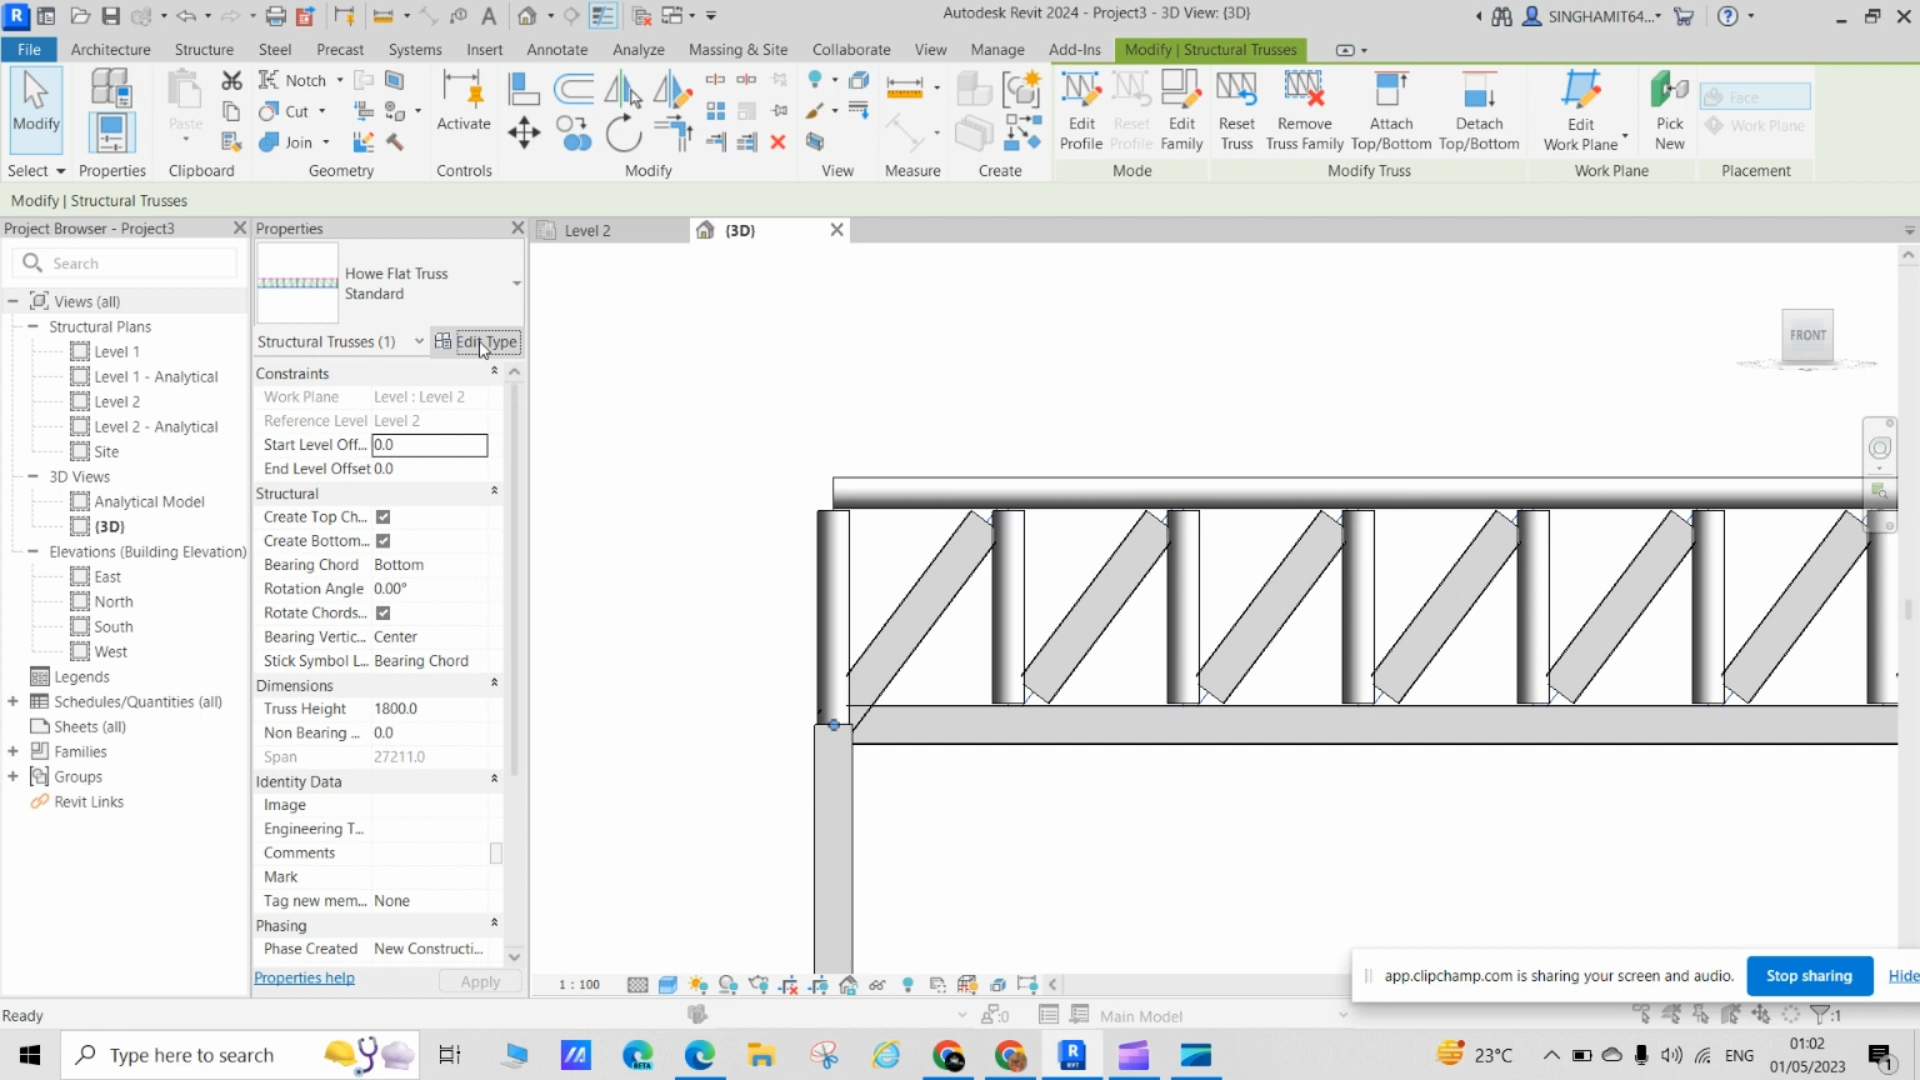 Autodesk Revit 2024 - Project3 - 3D View: {3D}
SINGHAMIT64...
File Architecture Structure Steel Precast Systems Insert Annotate Analyze Massing & Site Collaborate View Manage Add-Ins Modify | Structural Trusses
Modify
Paste
Notch
Cut
Join
Activate
Edit Profile
Reset Profile
Edit Family
Reset Truss
Remove Truss Family
Attach Top/Bottom
Detach Top/Bottom
Edit Work Plane
Pick New
Face
Work Plane
Select Properties Clipboard Geometry Controls Modify View Measure Create Mode Modify Truss Work Plane Placement
Modify | Structural Trusses
Project Browser - Project3
Search
Views (all)
Structural Plans
Level 1
Level 1 - Analytical
Level 2
Level 2 - Analytical
Site
3D Views
Analytical Model
{3D}
Elevations (Building Elevation)
East
North
South
West
Legends
Schedules/Quantities (all)
Sheets (all)
Families
Groups
Revit Links
Properties
Howe Flat Truss
Standard
Structural Trusses (1) Edit Type
Constraints
Work Plane Level : Level 2
Reference Level Level 2
Start Level Off... 0.0
End Level Offset 0.0
Structural
Create Top Ch...
Create Bottom...
Bearing Chord Bottom
Rotation Angle 0.00°
Rotate Chords...
Bearing Vertic... Center
Stick Symbol L... Bearing Chord
Dimensions
Truss Height 1800.0
Non Bearing ... 0.0
Span 27211.0
Identity Data
Image
Engineering T...
Comments
Mark
Tag new mem... None
Phasing
Phase Created New Constructi...
Properties help Apply
Level 2 {3D}
FRONT
1 : 100
app.clipchamp.com is sharing your screen and audio. Stop sharing Hide
Ready
:0
Main Model
:1
Type here to search
BETA
R
RVT
23°C
ENG
01:02
01/05/2023
1